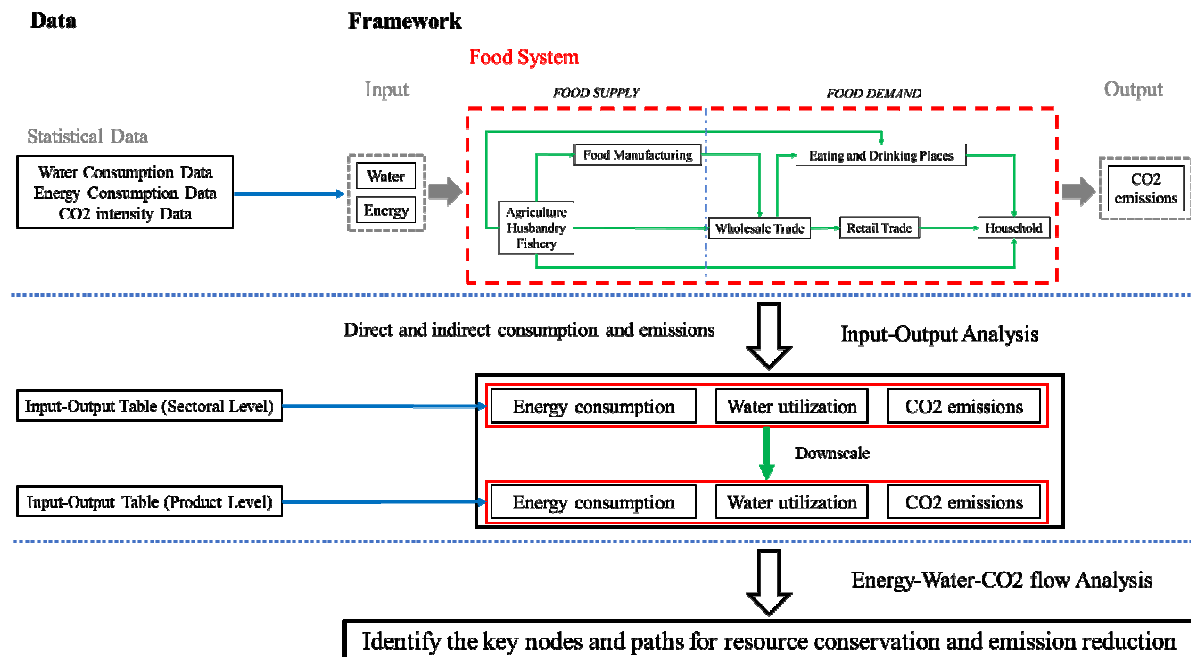 Data
Framework
Food System
Input
FOOD SUPPLY
FOOD DEMAND
Output
Statistical Data
Water Consumption Data
Energy Consumption Data
CO2 intensity Data
Water
Energy
Food Manufacturing
Eating and Drinking Places
Agriculture
Husbandry
Fishery
Wholesale Trade
Retail Trade
Household
CO2
emissions
Direct and indirect consumption and emissions
Input-Output Analysis
Input-Output Table (Sectoral Level)
Energy consumption
Water utilization
CO2 emissions
Downscale
Input-Output Table (Product Level)
Energy consumption
Water utilization
CO2 emissions
Energy-Water-CO2 flow Analysis
Identify the key nodes and paths for resource conservation and emission reduction